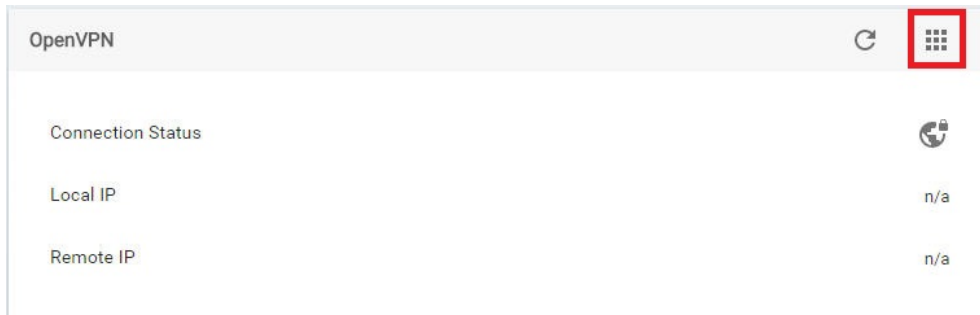 OpenVPN
Connection Status
Local IP n/a
Remote IP n/a